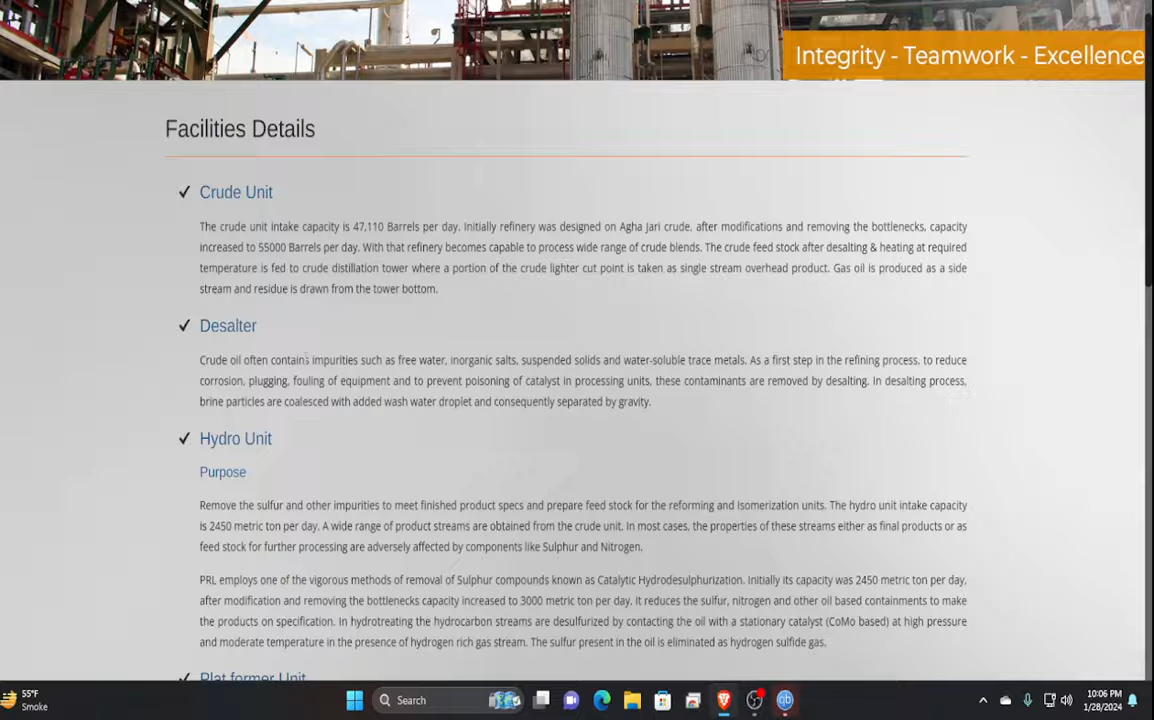 Integrity - Teamwork - Excellence
Facilities Details
Crude Unit
The crude unit intake capacity is 47,110 Barrels per day. Initially refinery was designed on Agha Jari crude, after modifications and removing the bottlenecks, capacity
increased to 55000 Barrels per day. With that refinery becomes capable to process wide range of crude blends. The crude feed stock after desalting & heating at required
temperature is fed to crude distillation tower where a portion of the crude lighter cut point is taken as single stream overhead product. Gas oil is produced as a side
stream and residue is drawn from the tower bottom.
Desalter
Crude oil often contains impurities such as free water, inorganic salts, suspended solids and water-soluble trace metals. As a first step in the refining process, to reduce
corrosion, plugging, fouling of equipment and to prevent poisoning of catalyst in processing units, these contaminants are removed by desalting. In desalting process,
brine particles are coalesced with added wash water droplet and consequently separated by gravity.
Hydro Unit
Purpose
Remove the sulfur and other impurities to meet finished product specs and prepare feed stock for the reforming and isomerization units. The hydro unit intake capacity
is 2450 metric ton per day. A wide range of product streams are obtained from the crude unit. In most cases, the properties of these streams either as final products or as
feed stock for further processing are adversely affected by components like Sulphur and Nitrogen.
PRL employs one of the vigorous methods of removal of Sulphur compounds known as Catalytic Hydrodesulphurization. Initially its capacity was 2450 metric ton per day,
after modification and removing the bottlenecks capacity increased to 3000 metric ton per day. It reduces the sulfur, nitrogen and other oil based containments to make
the products on specification. In hydrotreating the hydrocarbon streams are desulfurized by contacting the oil with a stationary catalyst (CoMo based) at high pressure
and moderate temperature in the presence of hydrogen rich gas stream. The sulfur present in the oil is eliminated as hydrogen sulfide gas.
Plat former Unit
55°F
Smoke
Search
qb
10:06 PM
1/28/2024